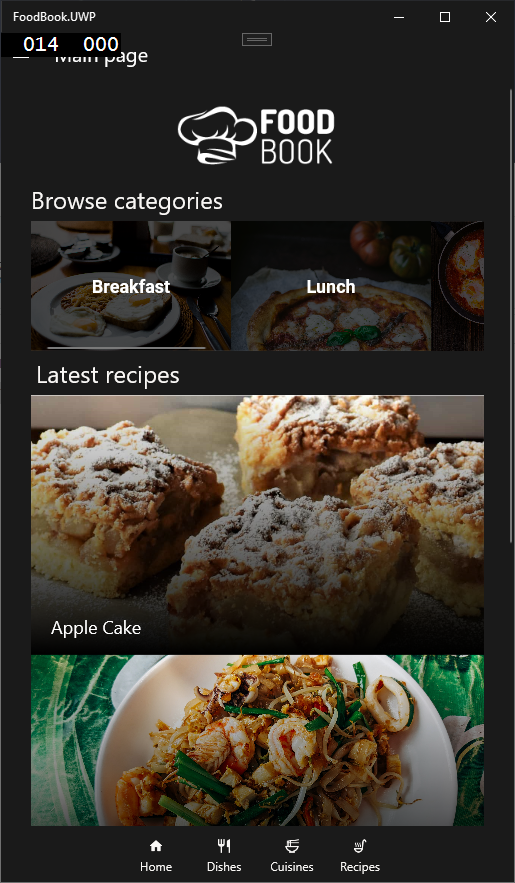 FoodBook.UWP
014 000
Main page
FOOD
BOOK
Browse categories
Breakfast
Lunch
Latest recipes
Apple Cake
Home
Dishes
Cuisines
Recipes